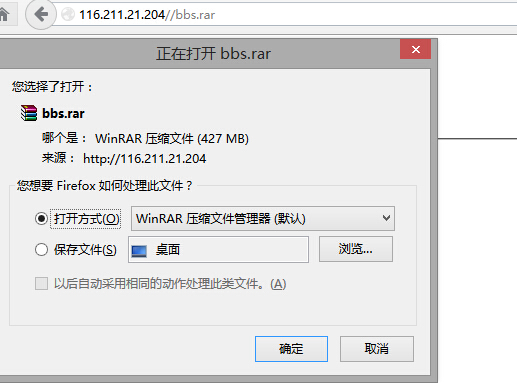 116.211.21.204//bbs.rar
正在打开 bbs.rar
您选择了打开：
bbs.rar
哪个是： WinRAR 压缩文件 (427 MB)
来源： http://116.211.21.204
您想要 Firefox 如何处理此文件？
打开方式(O) WinRAR 压缩文件管理器 (默认)
保存文件(S) 桌面 浏览...
以后自动采用相同的动作处理此类文件。(A)
确定 取消